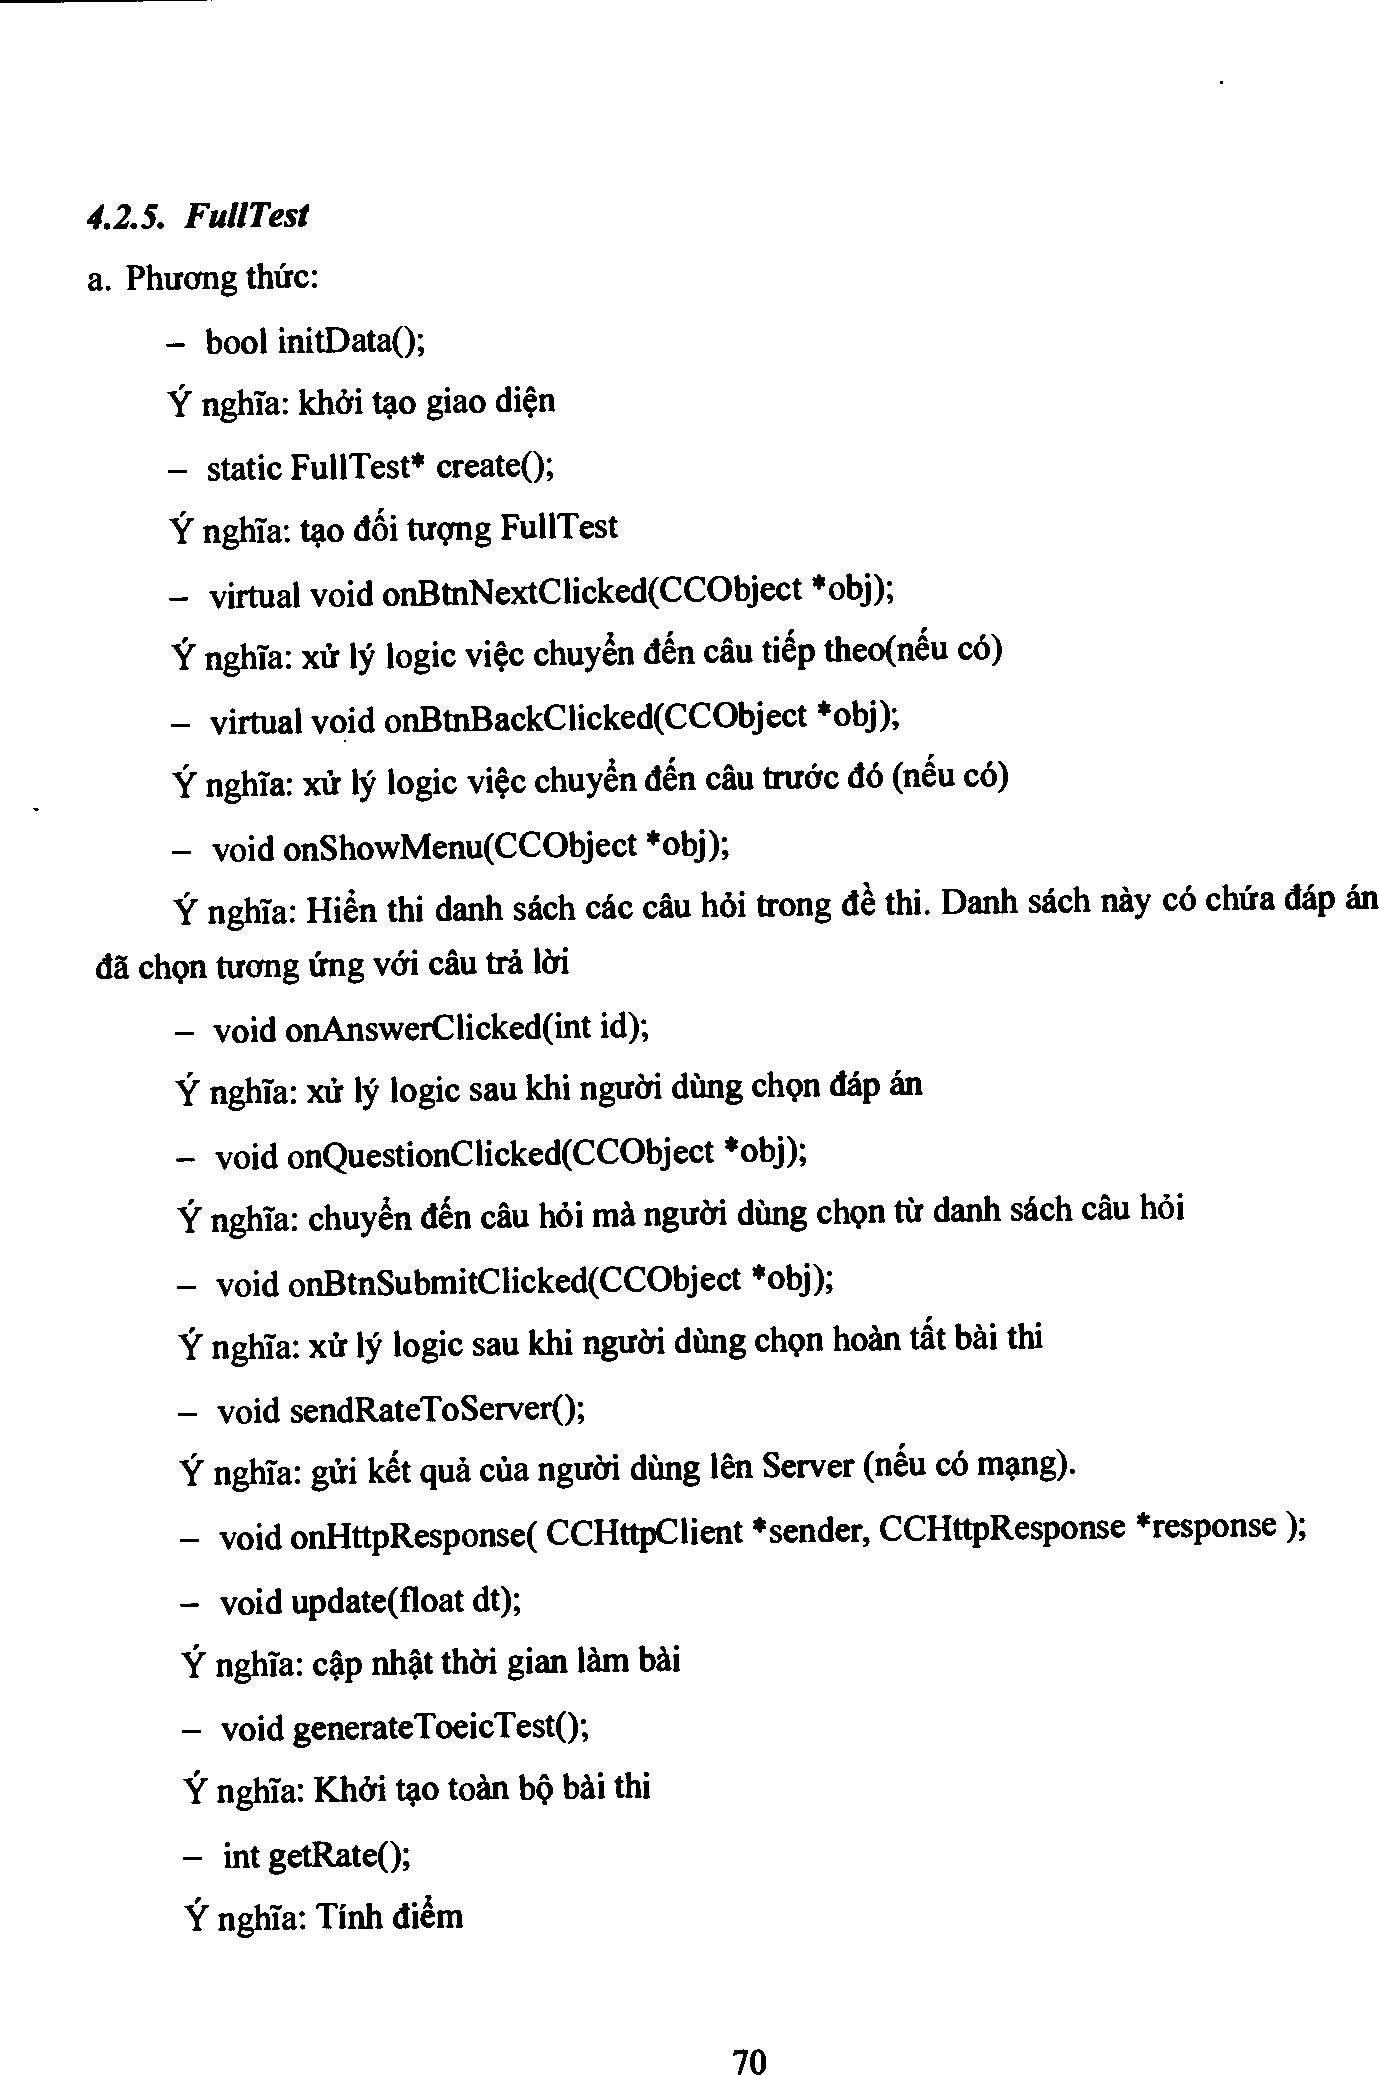 4.2.5. FullTest
a. Phương thức:
– bool initData();
Ý nghĩa: khởi tạo giao diện
– static FullTest* create();
Ý nghĩa: tạo đối tượng FullTest
– virtual void onBtnNextClicked(CCObject *obj);
Ý nghĩa: xử lý logic việc chuyển đến câu tiếp theo(nếu có)
– virtual void onBtnBackClicked(CCObject *obj);
Ý nghĩa: xử lý logic việc chuyển đến câu trước đó (nếu có)
– void onShowMenu(CCObject *obj);
Ý nghĩa: Hiển thi danh sách các câu hỏi trong đề thi. Danh sách này có chứa đáp án
đã chọn tương ứng với câu trả lời
– void onAnswerClicked(int id);
Ý nghĩa: xử lý logic sau khi người dùng chọn đáp án
– void onQuestionClicked(CCObject *obj);
Ý nghĩa: chuyển đến câu hỏi mà người dùng chọn từ danh sách câu hỏi
– void onBtnSubmitClicked(CCObject *obj);
Ý nghĩa: xử lý logic sau khi người dùng chọn hoàn tất bài thi
– void sendRateToServer();
Ý nghĩa: gửi kết quả của người dùng lên Server (nếu có mạng).
– void onHttpResponse( CCHttpClient *sender, CCHttpResponse *response );
– void update(float dt);
Ý nghĩa: cập nhật thời gian làm bài
– void generateToeicTest();
Ý nghĩa: Khởi tạo toàn bộ bài thi
– int getRate();
Ý nghĩa: Tính điểm
70